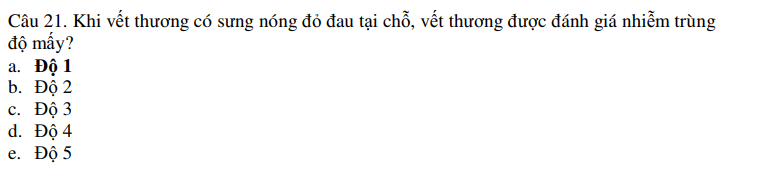 Câu 21. Khi vết thương có sưng nóng đỏ đau tại chỗ, vết thương được đánh giá nhiễm trùng
độ mấy?
a. Độ 1
b. Độ 2
c. Độ 3
d. Độ 4
e. Độ 5